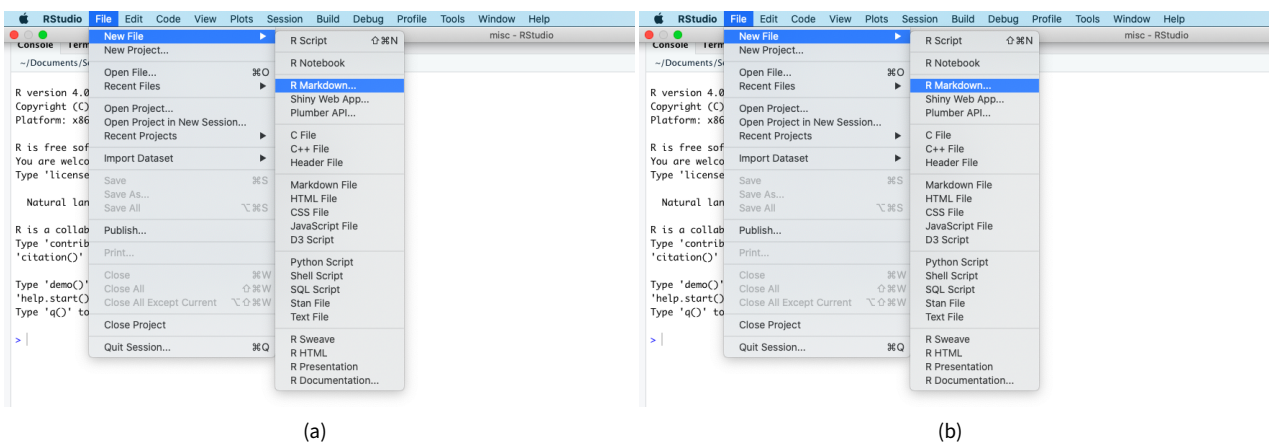 RStudio File Edit Code View Plots Session Build Debug Profile Tools Window Help
misc - RStudio
Console Term
~/Documents/S
R version 4.0
Copyright (C)
Platform: x86
R is free sof
You are welco
Type 'license
Natural lan
R is a collab
Type 'contrib
'citation()'
Type 'demo()'
'help.start()
Type 'q()' to
>
New File
New Project...
Open File... ⌘O
Recent Files
Open Project...
Open Project in New Session...
Recent Projects
Import Dataset
Save ⌘S
Save As...
Save All ⌥⌘S
Publish...
Print...
Close ⌘W
Close All ⇧⌘W
Close All Except Current ⌥⇧⌘W
Close Project
Quit Session... ⌘Q
R Script ⇧⌘N
R Notebook
R Markdown...
Shiny Web App...
Plumber API...
C File
C++ File
Header File
Markdown File
HTML File
CSS File
JavaScript File
D3 Script
Python Script
Shell Script
SQL Script
Stan File
Text File
R Sweave
R HTML
R Presentation
R Documentation...
(a)
RStudio File Edit Code View Plots Session Build Debug Profile Tools Window Help
misc - RStudio
Console Term
~/Documents/S
R version 4.0
Copyright (C)
Platform: x86
R is free sof
You are welco
Type 'license
Natural lan
R is a collab
Type 'contrib
'citation()'
Type 'demo()'
'help.start()
Type 'q()' to
>
New File
New Project...
Open File... ⌘O
Recent Files
Open Project...
Open Project in New Session...
Recent Projects
Import Dataset
Save ⌘S
Save As...
Save All ⌥⌘S
Publish...
Print...
Close ⌘W
Close All ⇧⌘W
Close All Except Current ⌥⇧⌘W
Close Project
Quit Session... ⌘Q
R Script ⇧⌘N
R Notebook
R Markdown...
Shiny Web App...
Plumber API...
C File
C++ File
Header File
Markdown File
HTML File
CSS File
JavaScript File
D3 Script
Python Script
Shell Script
SQL Script
Stan File
Text File
R Sweave
R HTML
R Presentation
R Documentation...
(b)